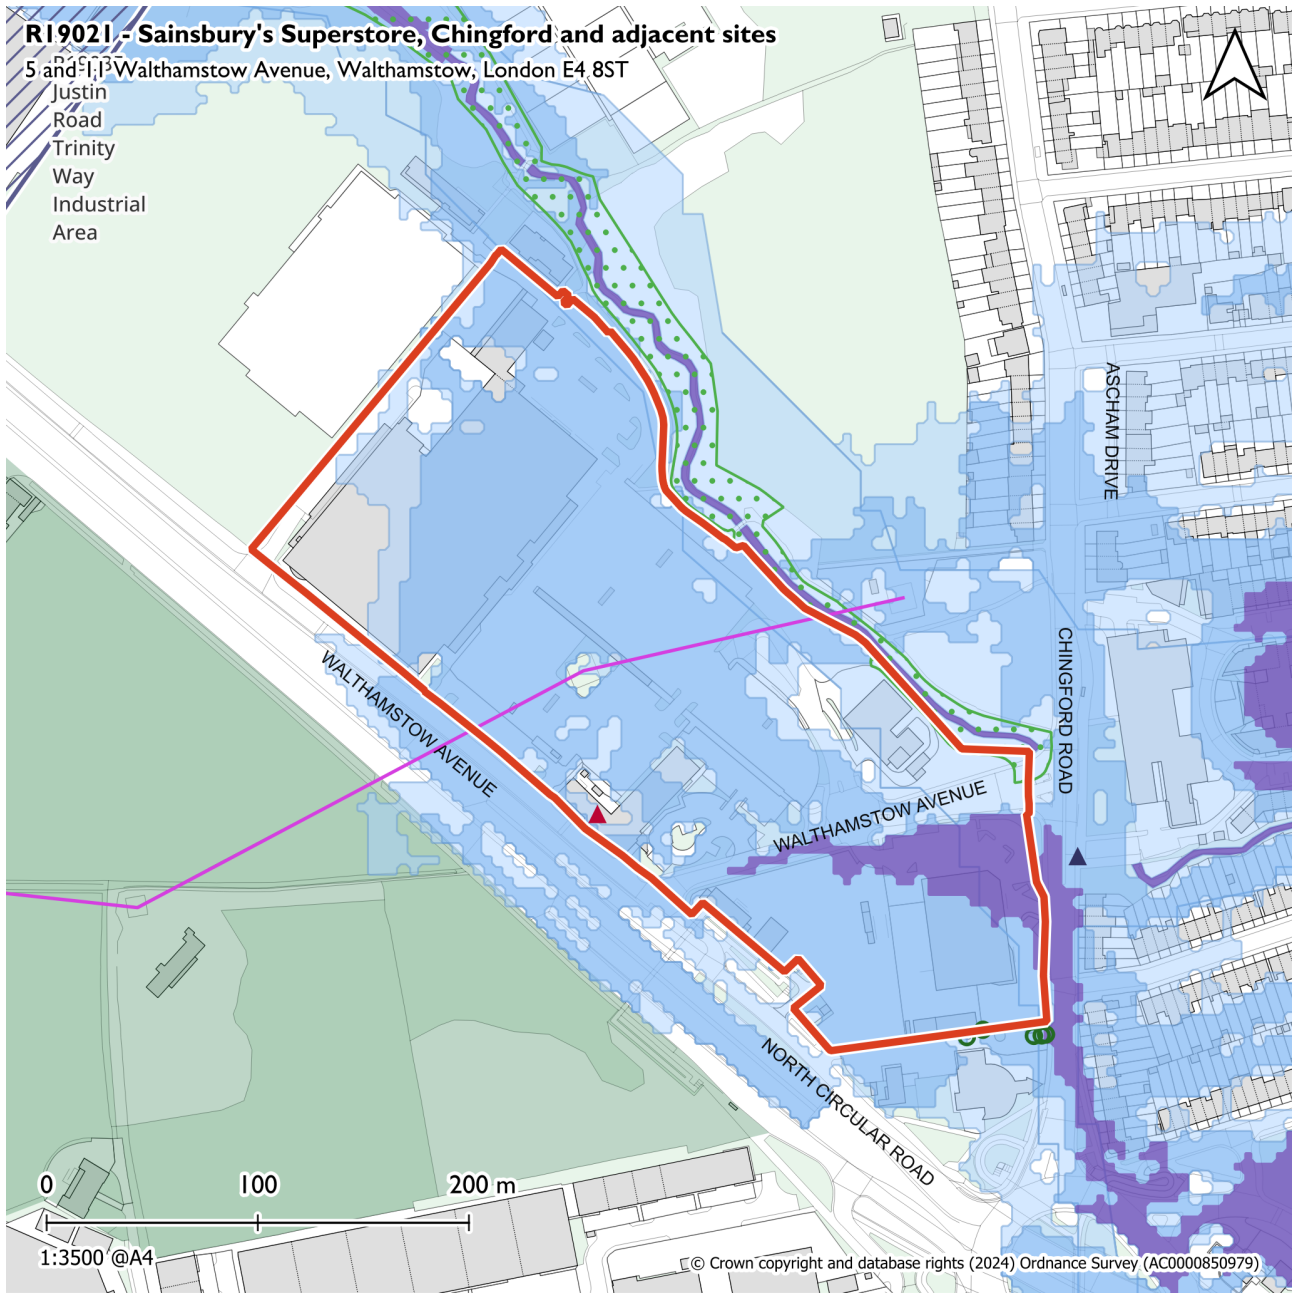 R19021 - Sainsbury's Superstore, Chingford and adjacent sites
5 and 11 Walthamstow Avenue, Walthamstow, London E4 8ST
Justin
Road
Trinity
Way
Industrial
Area
ASCHAM DRIVE
CHINGFORD ROAD
WALTHAMSTOW AVENUE
WALTHAMSTOW AVENUE
NORTH CIRCULAR ROAD
0 100 200 m
1:3500 @A4
© Crown copyright and database rights (2024) Ordnance Survey (AC0000850979)